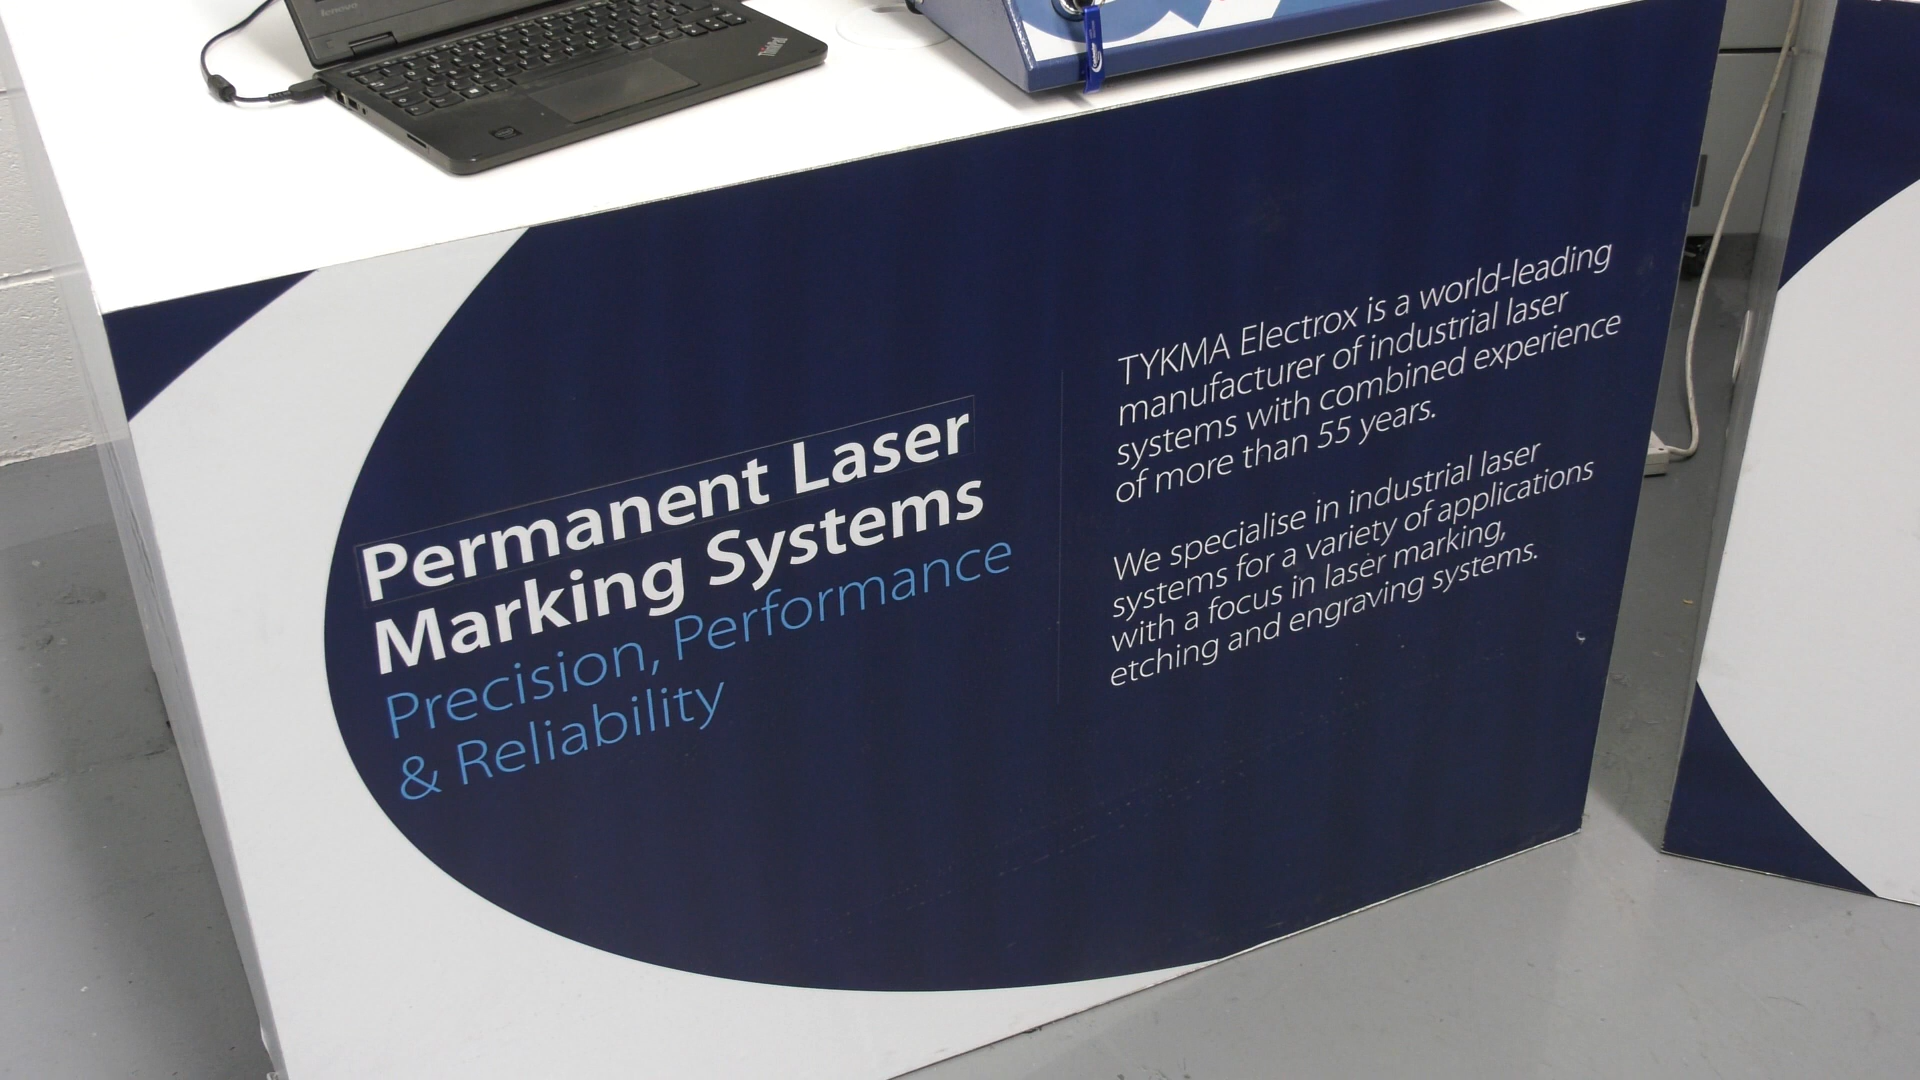 lenovo
ThinkPad
Permanent Laser
Marking Systems
Precision, Performance
& Reliability
TYKMA Electrox is a world-leading
manufacturer of industrial laser
systems with combined experience
of more than 55 years.
We specialise in industrial laser
systems for a variety of applications
with a focus in laser marking,
etching and engraving systems.